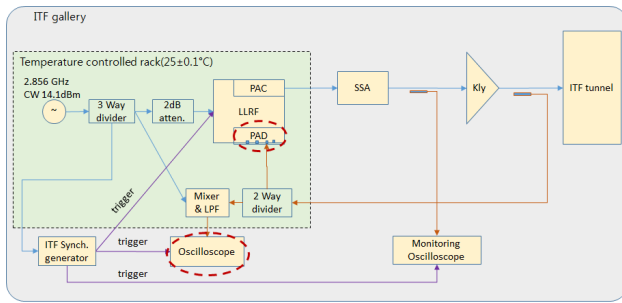 ITF gallery
Temperature controlled rack(25±0.1°C)
2.856 GHz
CW 14.1dBm
~
3 Way
divider
2dB
atten.
PAC
LLRF
PAD
SSA
Kly
ITF tunnel
trigger
Mixer
& LPF
2 Way
divider
ITF Synch.
generator
trigger
Oscilloscope
Monitoring
Oscilloscope
trigger